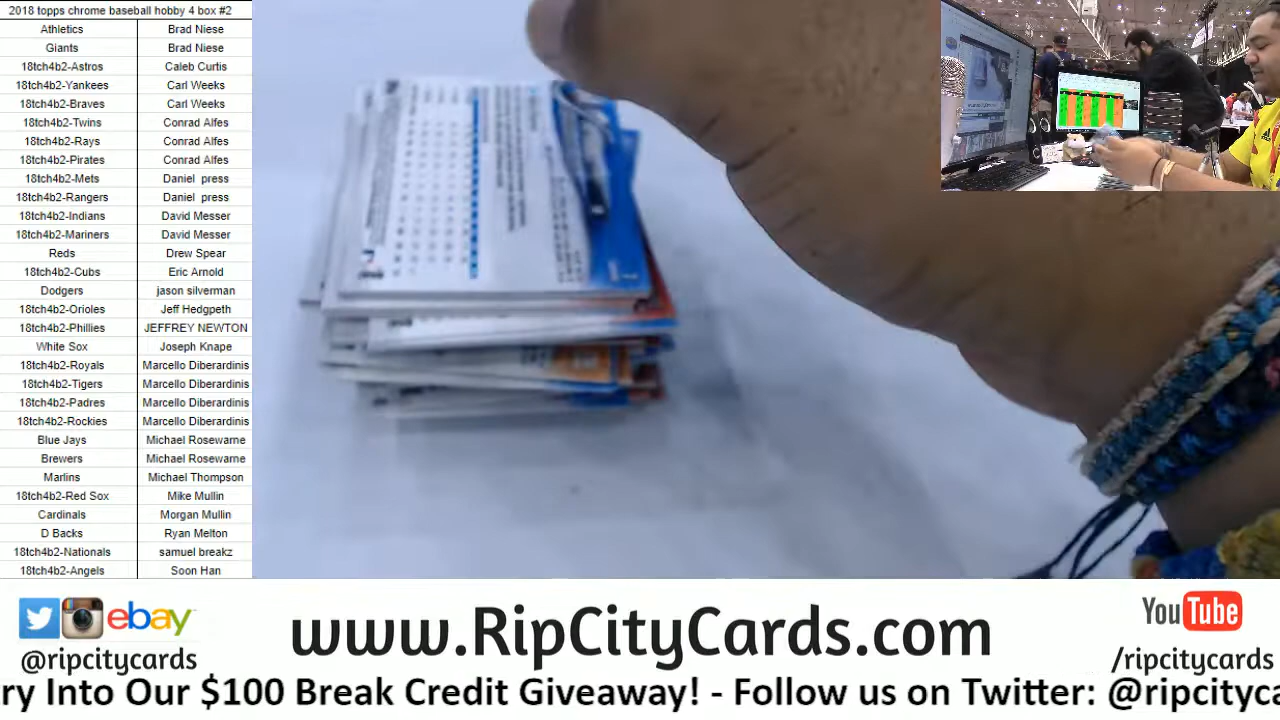 2018 topps chrome baseball hobby 4 box #2
Athletics Brad Niese
Giants Brad Niese
18tch4b2-Astros Caleb Curtis
18tch4b2-Yankees Carl Weeks
18tch4b2-Braves Carl Weeks
18tch4b2-Twins Conrad Alfes
18tch4b2-Rays Conrad Alfes
18tch4b2-Pirates Conrad Alfes
18tch4b2-Mets Daniel press
18tch4b2-Rangers Daniel press
18tch4b2-Indians David Messer
18tch4b2-Mariners David Messer
Reds Drew Spear
18tch4b2-Cubs Eric Arnold
Dodgers jason silverman
18tch4b2-Orioles Jeff Hedgpeth
18tch4b2-Phillies JEFFREY NEWTON
White Sox Joseph Knape
18tch4b2-Royals Marcello Diberardinis
18tch4b2-Tigers Marcello Diberardinis
18tch4b2-Padres Marcello Diberardinis
18tch4b2-Rockies Marcello Diberardinis
Blue Jays Michael Rosewarne
Brewers Michael Rosewarne
Marlins Michael Thompson
18tch4b2-Red Sox Mike Mullin
Cardinals Morgan Mullin
D Backs Ryan Melton
18tch4b2-Nationals samuel breakz
18tch4b2-Angels Soon Han
ebay
@ripcitycards
www.RipCityCards.com
YouTube
/ripcitycards
ry Into Our $100 Break Credit Giveaway! - Follow us on Twitter: @ripcityca